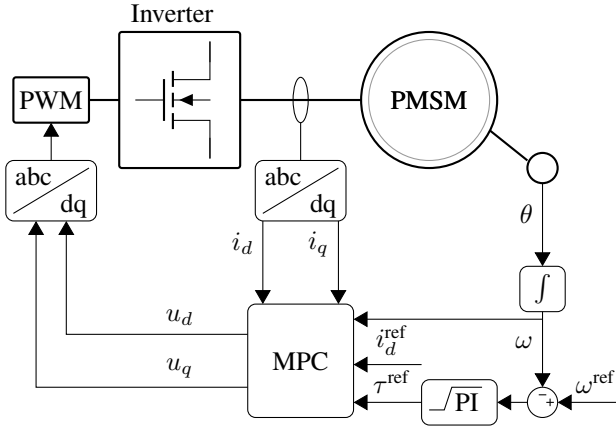 Inverter
PWM
PMSM
abc
dq
abc
dq
θ
i_d
i_q
∫
u_d
MPC
i_d^ref
ω
u_q
τ^ref
PI
-
+
ω^ref